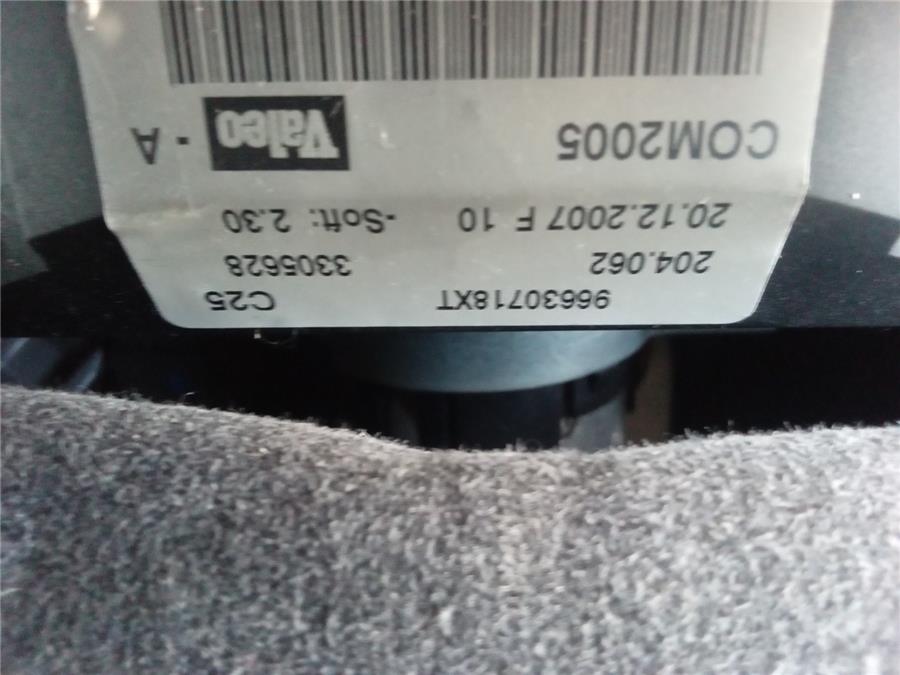 96630718XT C25
204.062 3305628
20.12.2007 F 10 -Soft: 2.30
COM2005 Valeo - A